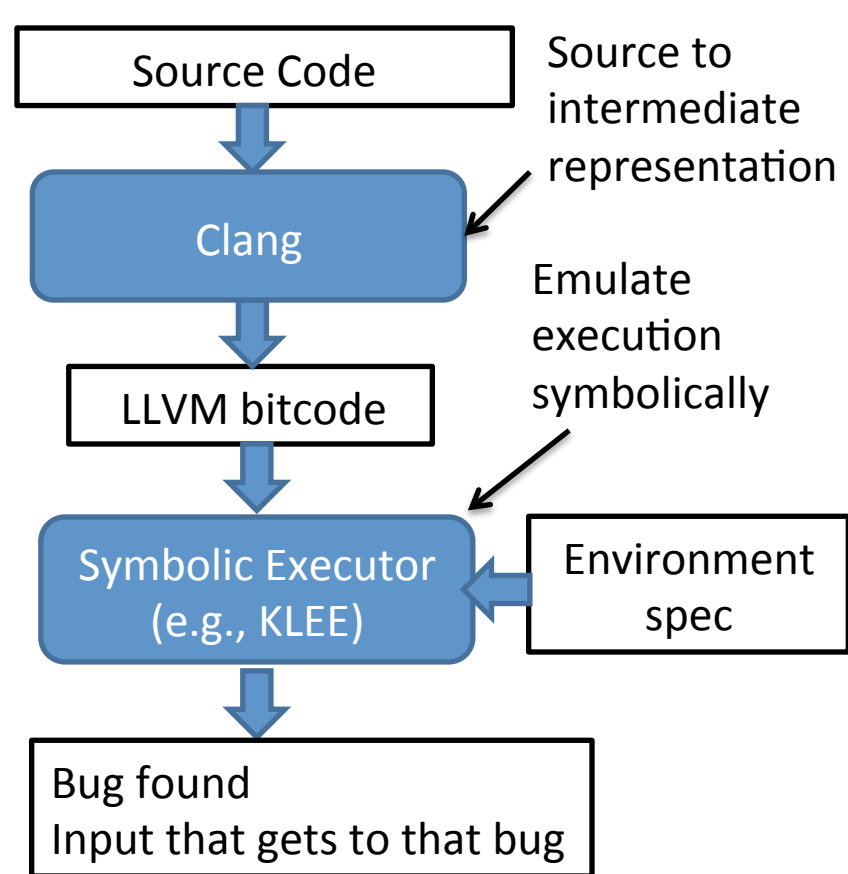 Source Code
Source to
intermediate
representation
Clang
Emulate
execution
symbolically
LLVM bitcode
Symbolic Executor
(e.g., KLEE)
Environment
spec
Bug found
Input that gets to that bug